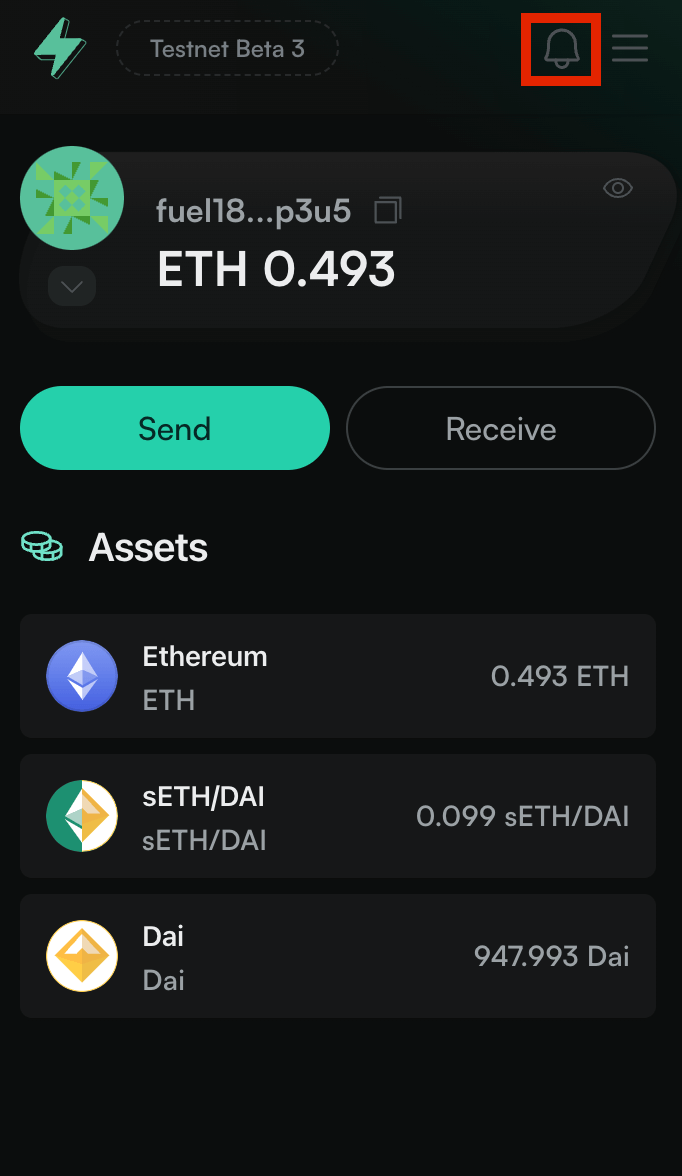 Testnet Beta 3
fuel18...p3u5
ETH 0.493
Send
Receive
Assets
Ethereum
ETH
0.493 ETH
sETH/DAI
sETH/DAI
0.099 sETH/DAI
Dai
Dai
947.993 Dai